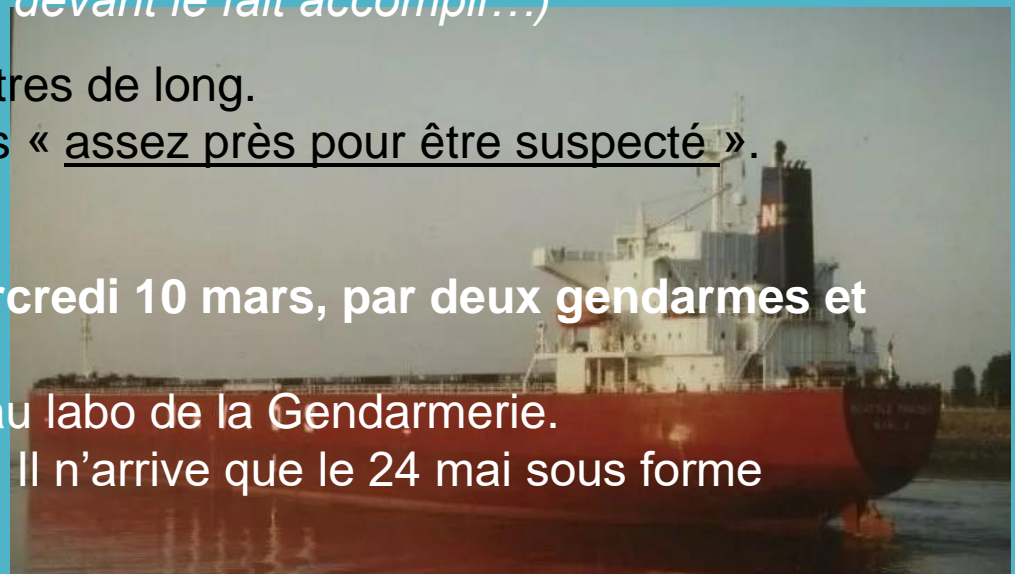 devant le fait accompli…)
tres de long.
s « assez près pour être suspecté ».
N
rcredi 10 mars, par deux gendarmes et
au labo de la Gendarmerie.
Il n’arrive que le 24 mai sous forme